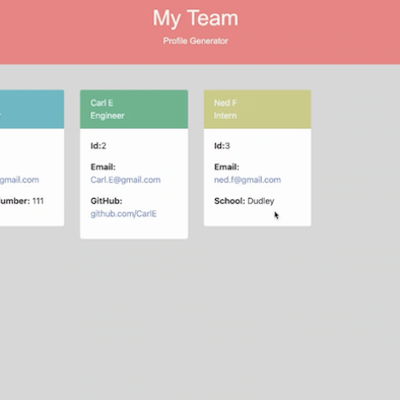 My Team
Profile Generator
gmail.com
umber: 111
Carl E
Engineer
Id:2
Email:
Carl.E@gmail.com
GitHub:
github.com/CarlE
Ned F
Intern
Id:3
Email:
ned.f@gmail.com
School: Dudley